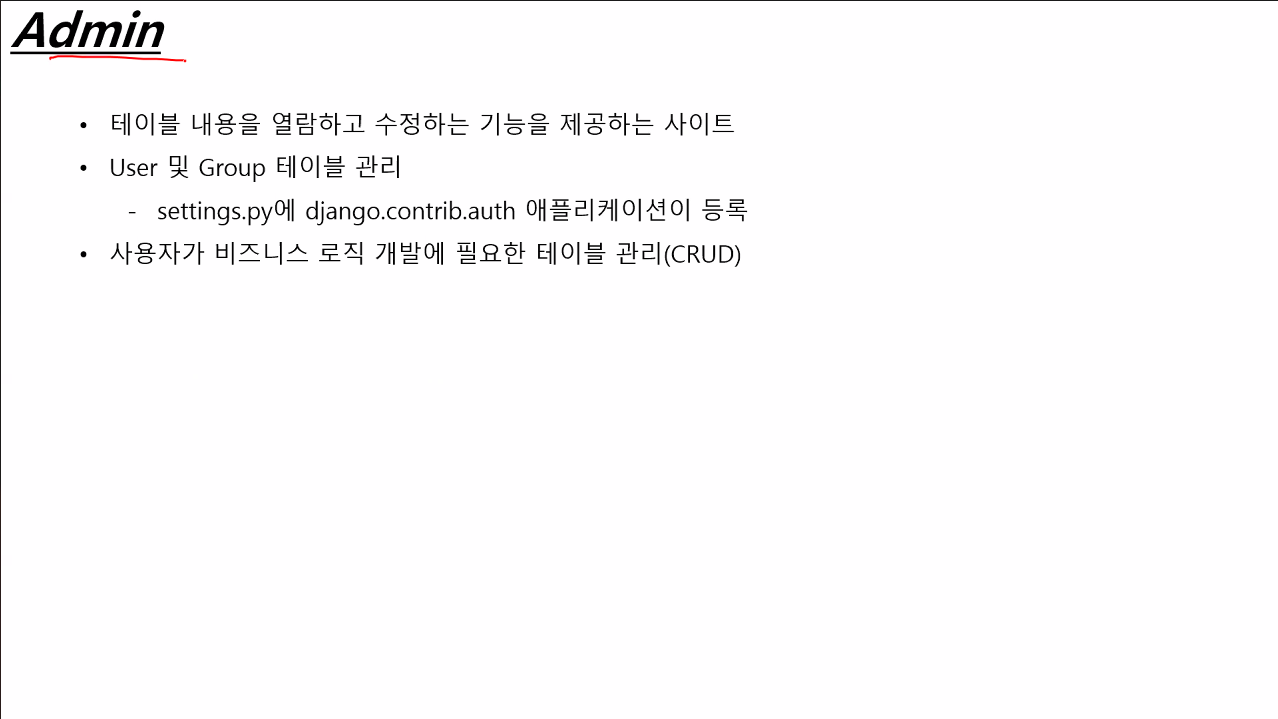 Admin
• 테이블 내용을 열람하고 수정하는 기능을 제공하는 사이트
• User 및 Group 테이블 관리
- settings.py에 django.contrib.auth 애플리케이션이 등록
• 사용자가 비즈니스 로직 개발에 필요한 테이블 관리(CRUD)